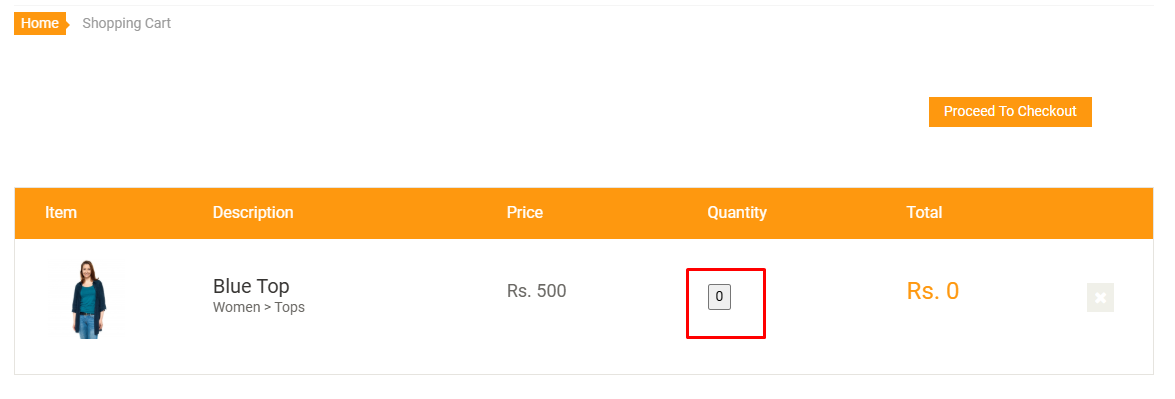 Home Shopping Cart
Proceed To Checkout
Item Description Price Quantity Total
Blue Top Rs. 500 0 Rs. 0
Women > Tops